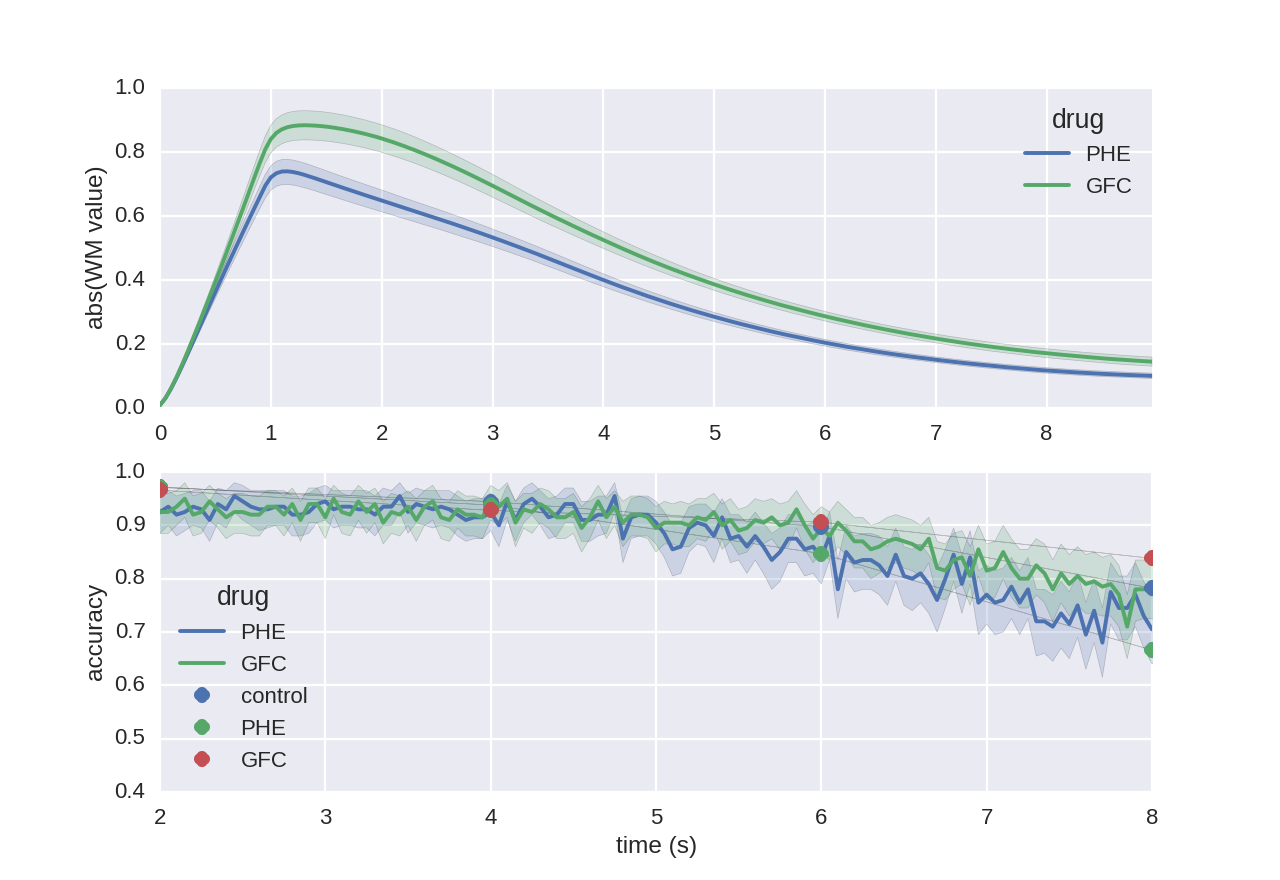 1.0
0.8
0.6
0.4
0.2
0.0
abs(WM value)
drug
PHE
GFC
0 1 2 3 4 5 6 7 8
1.0
0.9
0.8
0.7
0.6
0.5
0.4
accuracy
drug
PHE
GFC
control
PHE
GFC
2 3 4 5 6 7 8
time (s)